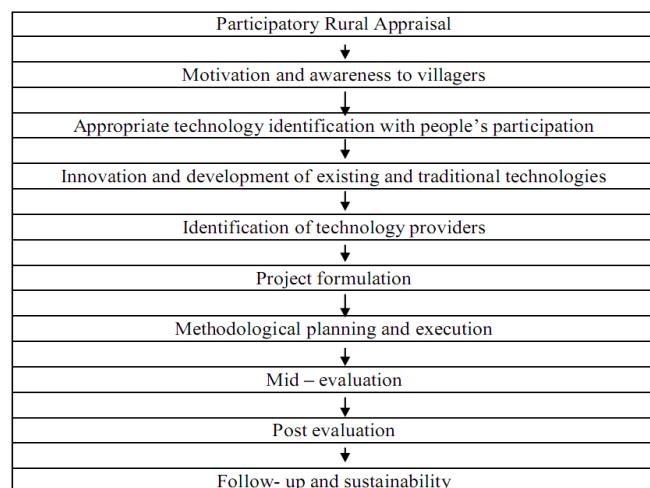 Participatory Rural Appraisal
Motivation and awareness to villagers
Appropriate technology identification with people's participation
Innovation and development of existing and traditional technologies
Identification of technology providers
Project formulation
Methodological planning and execution
Mid – evaluation
Post evaluation
Follow- up and sustainability